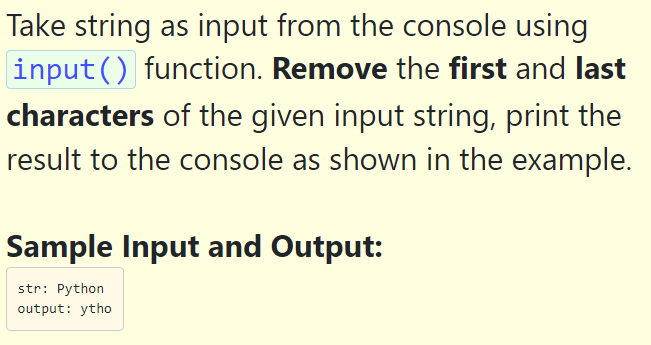 Take string as input from the console using
input() function. Remove the first and last
characters of the given input string, print the
result to the console as shown in the example.
Sample Input and Output:
str: Python
output: ytho